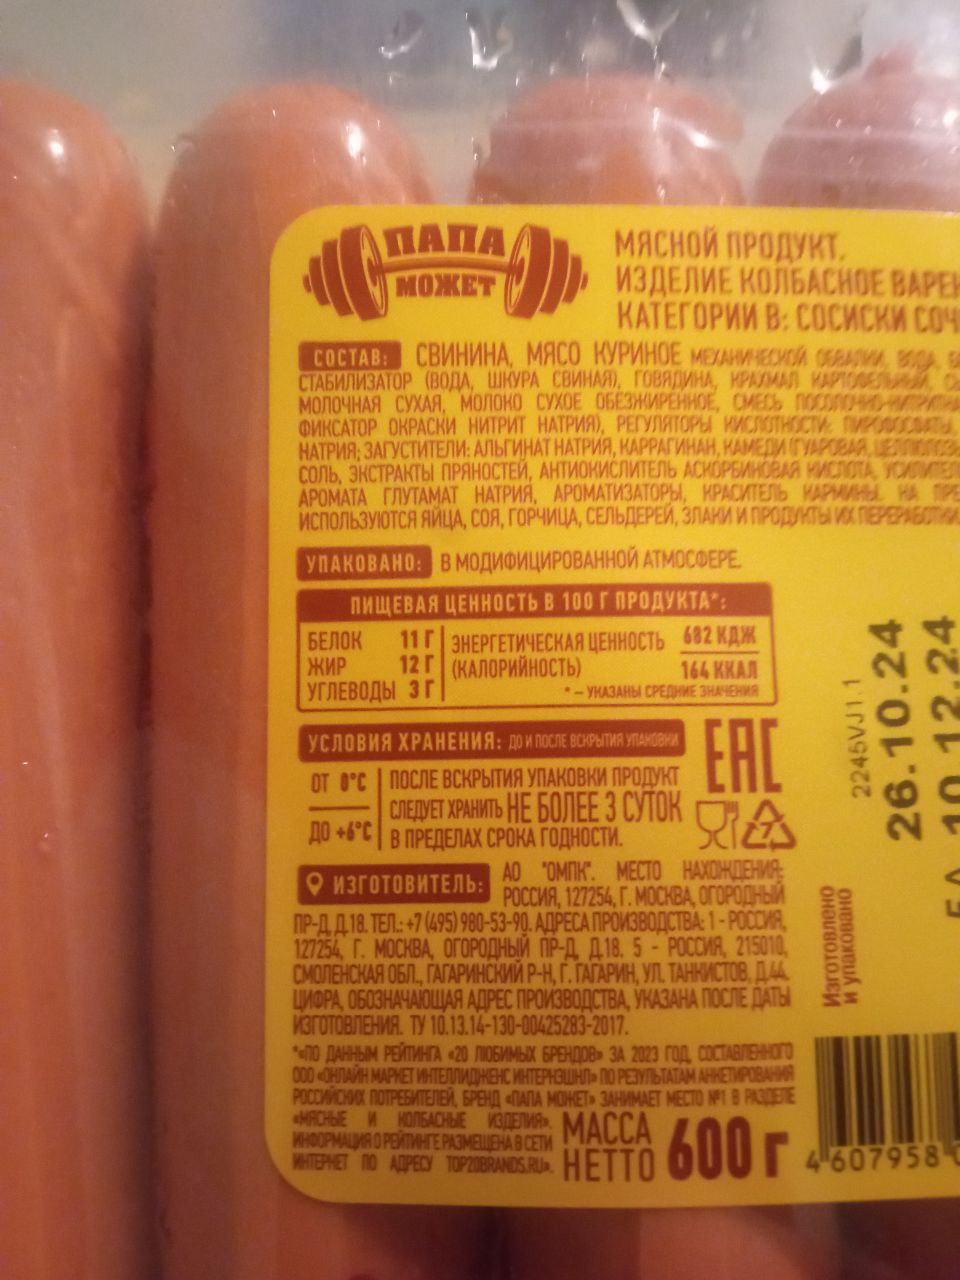 ПАПА
МОЖЕТ
МЯСНОЙ ПРОДУКТ.
ИЗДЕЛИЕ КОЛБАСНОЕ ВАРЕН
КАТЕГОРИИ В: СОСИСКИ СОЧ
СОСТАВ: СВИНИНА, МЯСО КУРИНОЕ МЕХАНИЧЕСКОЙ ОБВАЛКИ, ВОДА,
СТАБИЛИЗАТОР (ВОДА, ШКУРА СВИНАЯ), ГОВЯДИНА, КРАХМАЛ КАРТОФЕЛЬНЫЙ,
МОЛОЧНАЯ СУХАЯ, МОЛОКО СУХОЕ ОБЕЗЖИРЕННОЕ, СМЕСЬ ПОСОЛОЧНО-НИТРИТНА
ФИКСАТОР ОКРАСКИ НИТРИТ НАТРИЯ), РЕГУЛЯТОРЫ КИСЛОТНОСТИ: ПИРОФОСФАТЫ,
НАТРИЯ; ЗАГУСТИТЕЛИ: АЛЬГИНАТ НАТРИЯ, КАРРАГИНАН, КАМЕДИ (ГУАРОВАЯ, ЦЕЛЛЮЛОЗ
СОЛЬ, ЭКСТРАКТЫ ПРЯНОСТЕЙ, АНТИОКИСЛИТЕЛЬ АСКОРБИНОВАЯ КИСЛОТА, УСИЛИТЕЛ
АРОМАТА ГЛУТАМАТ НАТРИЯ, АРОМАТИЗАТОРЫ, КРАСИТЕЛЬ КАРМИНЫ. НА ПРЕ
ИСПОЛЬЗУЮТСЯ ЯЙЦА, СОЯ, ГОРЧИЦА, СЕЛЬДЕРЕЙ, ЗЛАКИ И ПРОДУКТЫ ИХ ПЕРЕРАБОТКИ.
УПАКОВАНО: В МОДИФИЦИРОВАННОЙ АТМОСФЕРЕ.
ПИЩЕВАЯ ЦЕННОСТЬ В 100 Г ПРОДУКТА*:
БЕЛОК 11 Г
ЖИР 12 Г
УГЛЕВОДЫ 3 Г
ЭНЕРГЕТИЧЕСКАЯ ЦЕННОСТЬ 682 КДЖ
(КАЛОРИЙНОСТЬ) 164 ККАЛ
* – УКАЗАНЫ СРЕДНИЕ ЗНАЧЕНИЯ
УСЛОВИЯ ХРАНЕНИЯ: ДО И ПОСЛЕ ВСКРЫТИЯ УПАКОВКИ
ОТ 0°С
ДО +6°С
ПОСЛЕ ВСКРЫТИЯ УПАКОВКИ ПРОДУКТ
СЛЕДУЕТ ХРАНИТЬ НЕ БОЛЕЕ 3 СУТОК
В ПРЕДЕЛАХ СРОКА ГОДНОСТИ.
ЕАС
7
ИЗГОТОВИТЕЛЬ: АО "ОМПК". МЕСТО НАХОЖДЕНИЯ:
РОССИЯ, 127254, Г. МОСКВА, ОГОРОДНЫЙ
ПР-Д, Д.18. ТЕЛ.: +7 (495) 980-53-90. АДРЕСА ПРОИЗВОДСТВА: 1 - РОССИЯ,
127254, Г. МОСКВА, ОГОРОДНЫЙ ПР-Д, Д.18. 5 - РОССИЯ, 215010,
СМОЛЕНСКАЯ ОБЛ., ГАГАРИНСКИЙ Р-Н, Г. ГАГАРИН, УЛ. ТАНКИСТОВ, Д.44.
ЦИФРА, ОБОЗНАЧАЮЩАЯ АДРЕС ПРОИЗВОДСТВА, УКАЗАНА ПОСЛЕ ДАТЫ
ИЗГОТОВЛЕНИЯ. ТУ 10.13.14-130-00425283-2017.
*«ПО ДАННЫМ РЕЙТИНГА «20 ЛЮБИМЫХ БРЕНДОВ» ЗА 2023 ГОД, СОСТАВЛЕННОГО
ООО «ОНЛАЙН МАРКЕТ ИНТЕЛЛИДЖЕНС ИНТЕРНЭШНЛ» ПО РЕЗУЛЬТАТАМ АНКЕТИРОВАНИЯ
РОССИЙСКИХ ПОТРЕБИТЕЛЕЙ, БРЕНД «ПАПА МОЖЕТ» ЗАНИМАЕТ МЕСТО №1 В РАЗДЕЛЕ
«МЯСНЫЕ И КОЛБАСНЫЕ ИЗДЕЛИЯ».
ИНФОРМАЦИЯ О РЕЙТИНГЕ РАЗМЕЩЕНА В СЕТИ
ИНТЕРНЕТ ПО АДРЕСУ TOP20BRANDS.RU».
МАССА
НЕТТО 600 г
2245VJ1.1
26.10.24
10.12.24
Изготовлено
и упаковано
4 607958